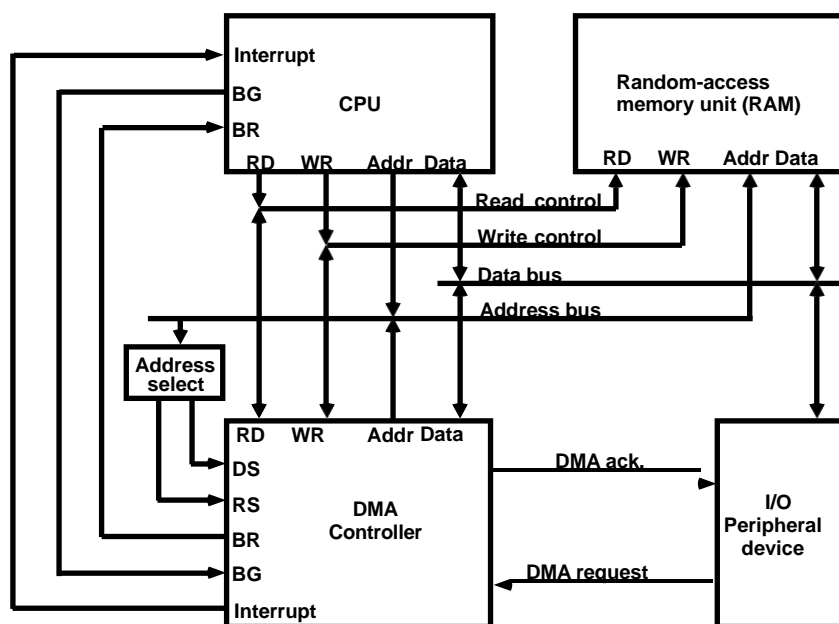 Interrupt
BG
CPU
BR
RD WR Addr Data
Random-access
memory unit (RAM)
RD WR Addr Data
Read control
Write control
Data bus
Address bus
Address
select
RD WR Addr Data
DS
RS
BR
BG
Interrupt
DMA
Controller
DMA ack.
DMA request
I/O
Peripheral
device